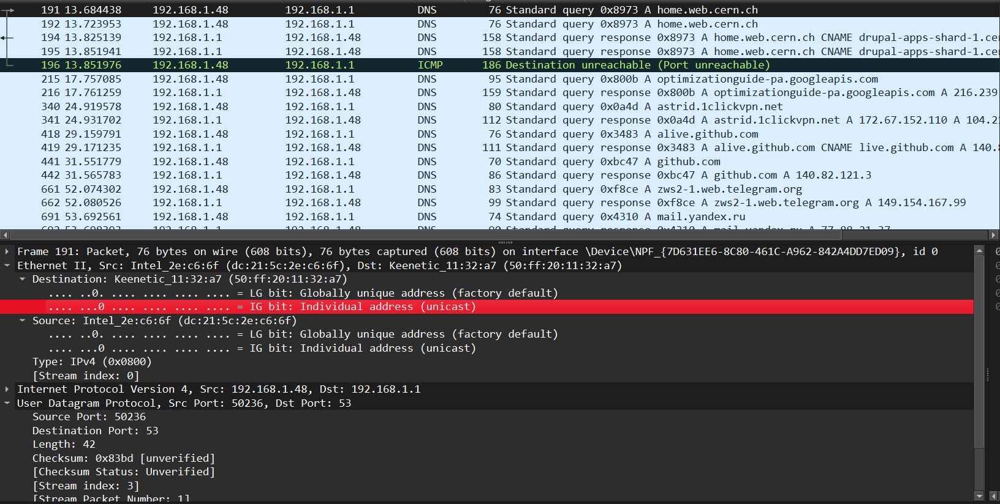 191 13.684438 192.168.1.48 192.168.1.1 DNS 76 Standard query 0x8973 A home.web.cern.ch
192 13.723953 192.168.1.48 192.168.1.1 DNS 76 Standard query 0x8973 A home.web.cern.ch
194 13.825139 192.168.1.1 192.168.1.48 DNS 158 Standard query response 0x8973 A home.web.cern.ch CNAME drupal-apps-shard-1.ce
195 13.851941 192.168.1.1 192.168.1.48 DNS 158 Standard query response 0x8973 A home.web.cern.ch CNAME drupal-apps-shard-1.ce
196 13.851976 192.168.1.48 192.168.1.1 ICMP 186 Destination unreachable (Port unreachable)
215 17.757085 192.168.1.48 192.168.1.1 DNS 95 Standard query 0x800b A optimizationguide-pa.googleapis.com
216 17.761259 192.168.1.1 192.168.1.48 DNS 159 Standard query response 0x800b A optimizationguide-pa.googleapis.com A 216.239
340 24.919578 192.168.1.48 192.168.1.1 DNS 80 Standard query 0x0a4d A astrid.1clickvpn.net
341 24.931702 192.168.1.1 192.168.1.48 DNS 112 Standard query response 0x0a4d A astrid.1clickvpn.net A 172.67.152.110 A 104.2
418 29.159791 192.168.1.48 192.168.1.1 DNS 76 Standard query 0x3483 A alive.github.com
419 29.171235 192.168.1.1 192.168.1.48 DNS 111 Standard query response 0x3483 A alive.github.com CNAME live.github.com A 140.
441 31.551779 192.168.1.48 192.168.1.1 DNS 70 Standard query 0xbc47 A github.com
442 31.565783 192.168.1.1 192.168.1.48 DNS 86 Standard query response 0xbc47 A github.com A 140.82.121.3
661 52.074302 192.168.1.48 192.168.1.1 DNS 83 Standard query 0xf8ce A zws2-1.web.telegram.org
662 52.080526 192.168.1.1 192.168.1.48 DNS 99 Standard query response 0xf8ce A zws2-1.web.telegram.org A 149.154.167.99
691 53.692561 192.168.1.48 192.168.1.1 DNS 74 Standard query 0x4310 A mail.yandex.ru
192.168.1.1 192.168.1.48 DNS 90 Standard query response 0x4310 A mail.yandex.ru A 77.88.21.37
Frame 191: Packet, 76 bytes on wire (608 bits), 76 bytes captured (608 bits) on interface \Device\NPF_{7D631EE6-8C80-461C-A962-842A4DD7ED09}, id 0
Ethernet II, Src: Intel_2e:c6:6f (dc:21:5c:2e:c6:6f), Dst: Keenetic_11:32:a7 (50:ff:20:11:32:a7)
Destination: Keenetic_11:32:a7 (50:ff:20:11:32:a7)
.... ..0. .... .... .... .... = LG bit: Globally unique address (factory default)
.... ...0 .... .... .... .... = IG bit: Individual address (unicast)
Source: Intel_2e:c6:6f (dc:21:5c:2e:c6:6f)
.... ..0. .... .... .... .... = LG bit: Globally unique address (factory default)
.... ...0 .... .... .... .... = IG bit: Individual address (unicast)
Type: IPv4 (0x0800)
[Stream index: 0]
Internet Protocol Version 4, Src: 192.168.1.48, Dst: 192.168.1.1
User Datagram Protocol, Src Port: 50236, Dst Port: 53
Source Port: 50236
Destination Port: 53
Length: 42
Checksum: 0x83bd [unverified]
[Checksum Status: Unverified]
[Stream index: 3]
[Stream Packet Number: 1]